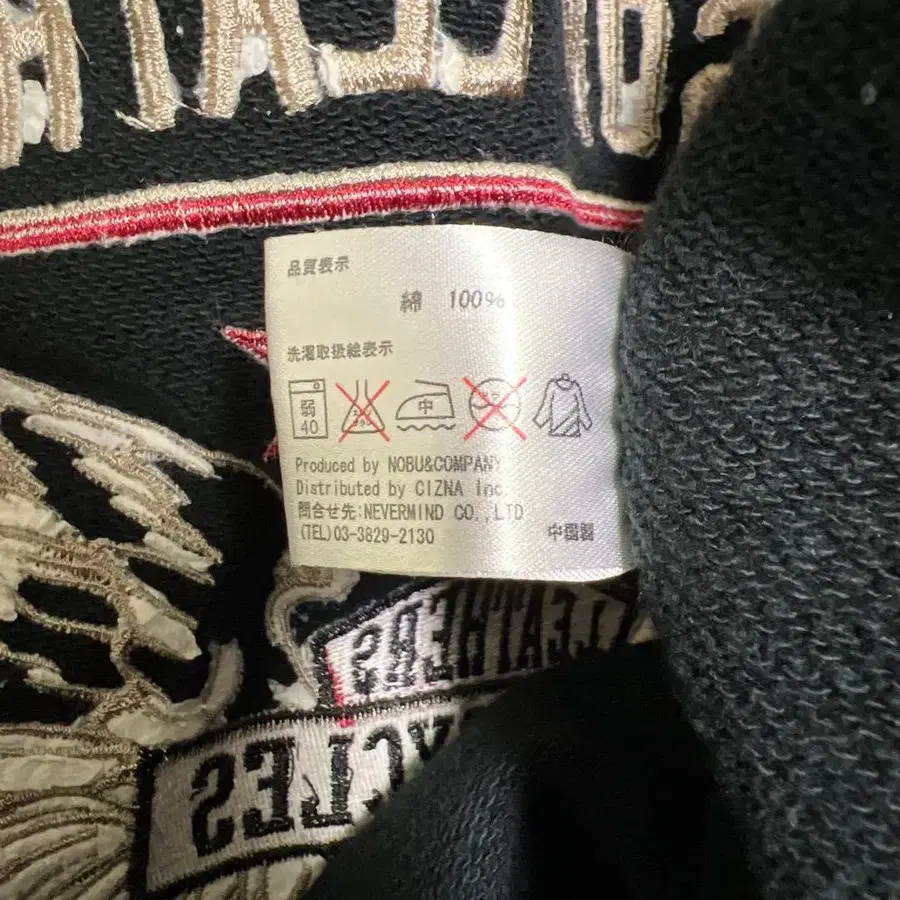 品質表示
綿 100%
洗濯取扱絵表示
弱
40
中
Produced by NOBU&COMPANY
Distributed by CIZNA Inc.
問合せ先:NEVERMIND CO.,LTD
(TEL)03-3829-2130
中国製
LEATHERS